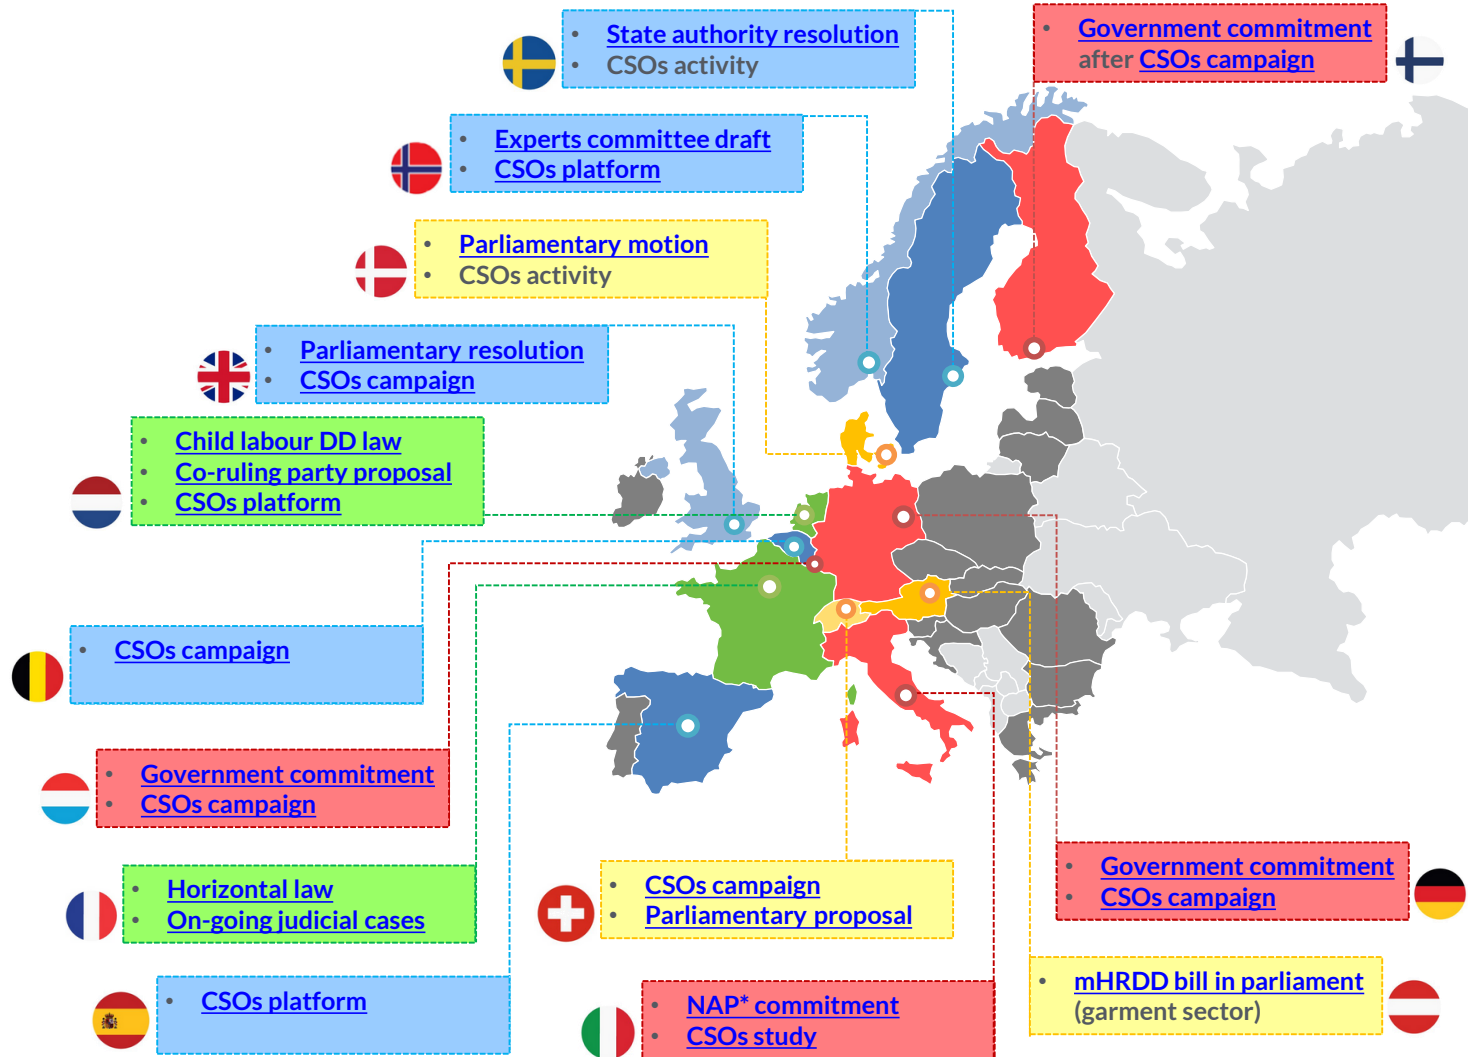 • State authority resolution
• CSOs activity
• Government commitment
after CSOs campaign
• Experts committee draft
• CSOs platform
• Parliamentary motion
• CSOs activity
• Parliamentary resolution
• CSOs campaign
• Child labour DD law
• Co-ruling party proposal
• CSOs platform
• CSOs campaign
• Government commitment
• CSOs campaign
• Horizontal law
• On-going judicial cases
• CSOs campaign
• Parliamentary proposal
• Government commitment
• CSOs campaign
• CSOs platform
• NAP* commitment
• CSOs study
• mHRDD bill in parliament
(garment sector)